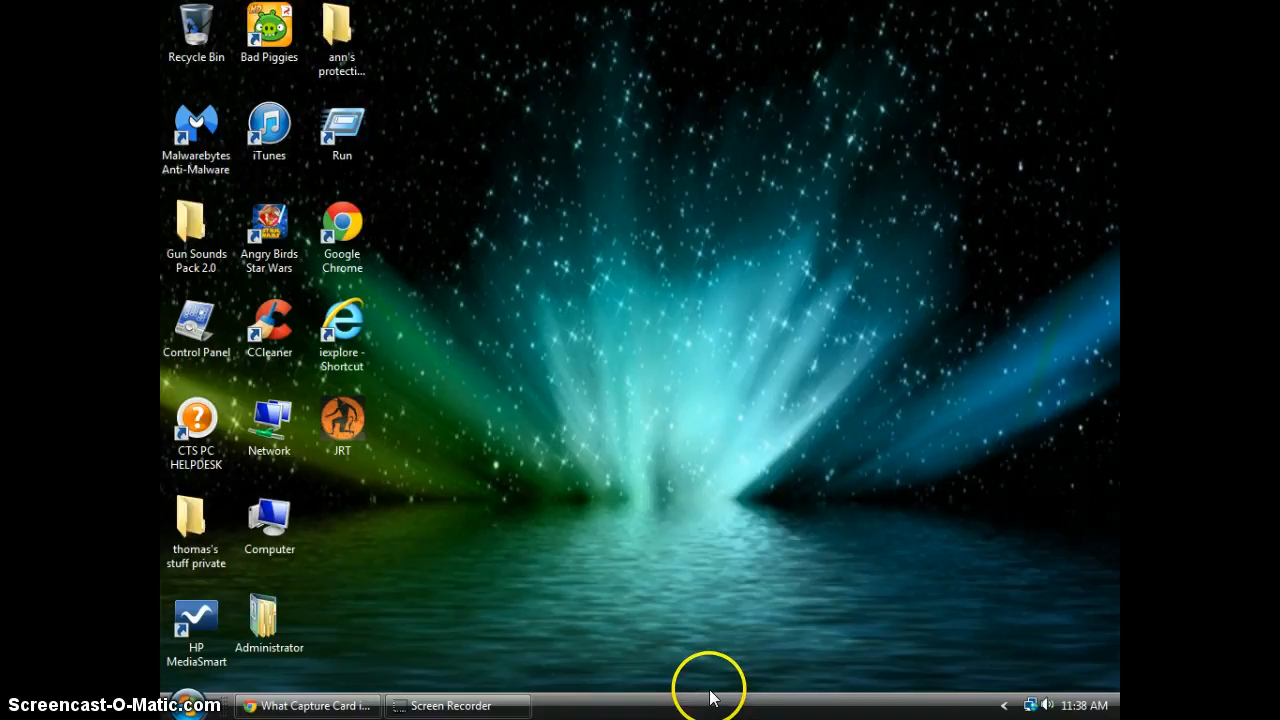 Recycle Bin
Bad Piggies
ann's
protecti...
Malwarebytes
Anti-Malware
iTunes
Run
Gun Sounds
Pack 2.0
Angry Birds
Star Wars
Google
Chrome
Control Panel
CCleaner
iexplore -
Shortcut
CTS PC
HELPDESK
Network
JRT
thomas's
stuff private
Computer
HP
MediaSmart
Administrator
Screencast-O-Matic.com
What Capture Card i...
Screen Recorder
11:38 AM